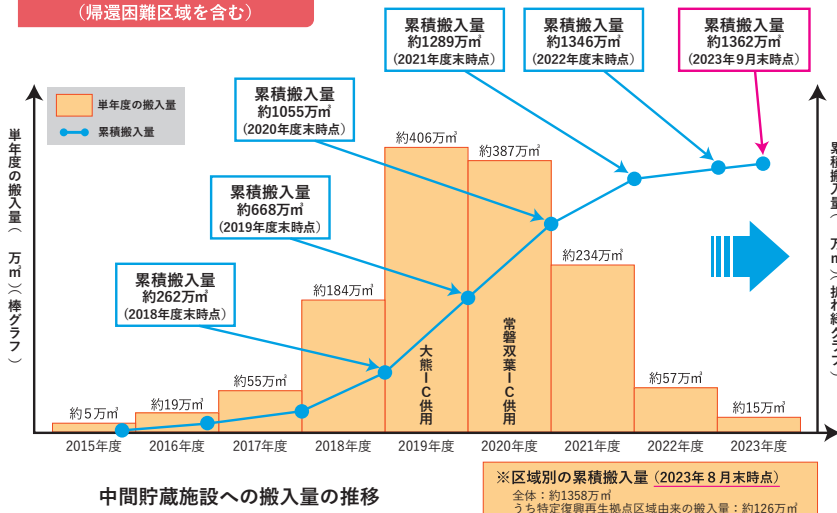 （帰還困難区域を含む）
単年度の搬入量
累積搬入量
単年度の搬入量（万㎥）（棒グラフ）
累積搬入量
約262万㎥
（2018年度末時点）
累積搬入量
約668万㎥
（2019年度末時点）
累積搬入量
約1055万㎥
（2020年度末時点）
累積搬入量
約1289万㎥
（2021年度末時点）
累積搬入量
約1346万㎥
（2022年度末時点）
累積搬入量
約1362万㎥
（2023年9月末時点）
約５万㎥
約19万㎥
約55万㎥
約184万㎥
約406万㎥
約387万㎥
約234万㎥
約57万㎥
約15万㎥
大熊ＩＣ供用
常磐双葉ＩＣ供用
累積搬入量（万㎥）（折れ線グラフ）
2015年度
2016年度
2017年度
2018年度
2019年度
2020年度
2021年度
2022年度
2023年度
中間貯蔵施設への搬入量の推移
※区域別の累積搬入量（2023年８月末時点）
全体：約1358万㎥
うち特定復興再生拠点区域由来の搬入量：約126万㎥